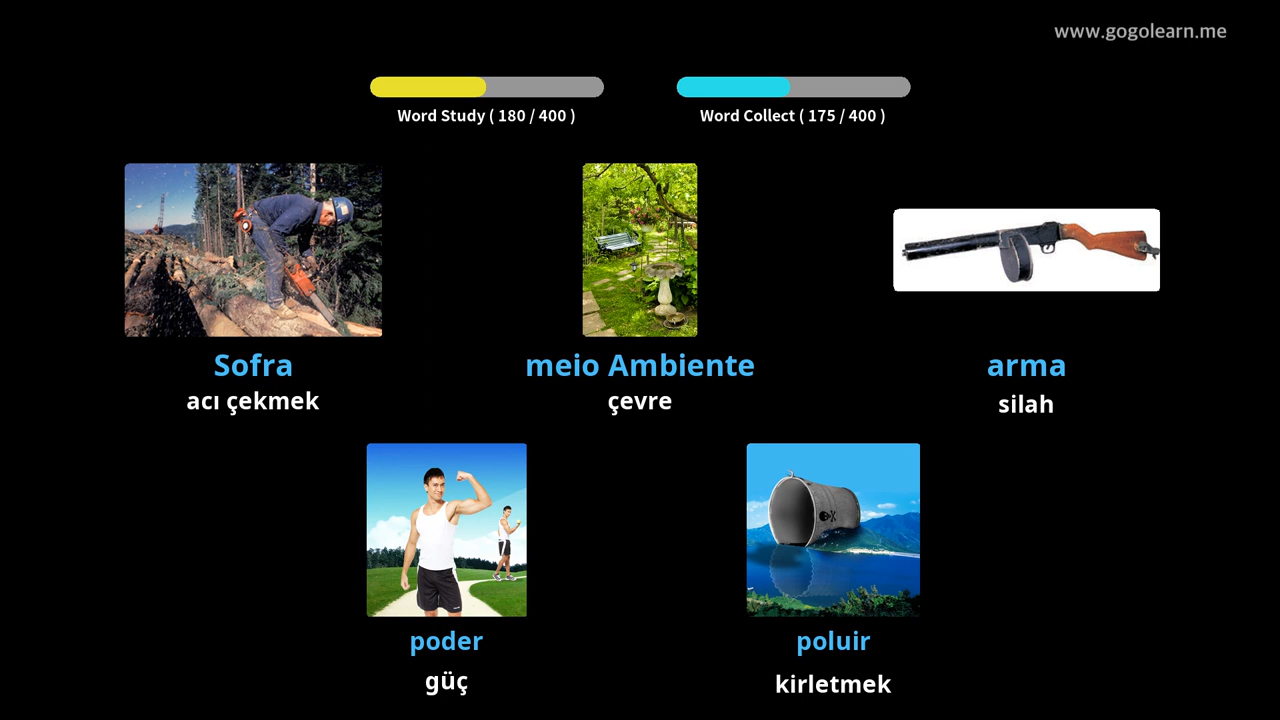 www.gogolearn.me
Word Study ( 180 / 400 )
Word Collect ( 175 / 400 )
Sofra
acı çekmek
meio Ambiente
çevre
arma
silah
poder
güç
poluir
kirletmek